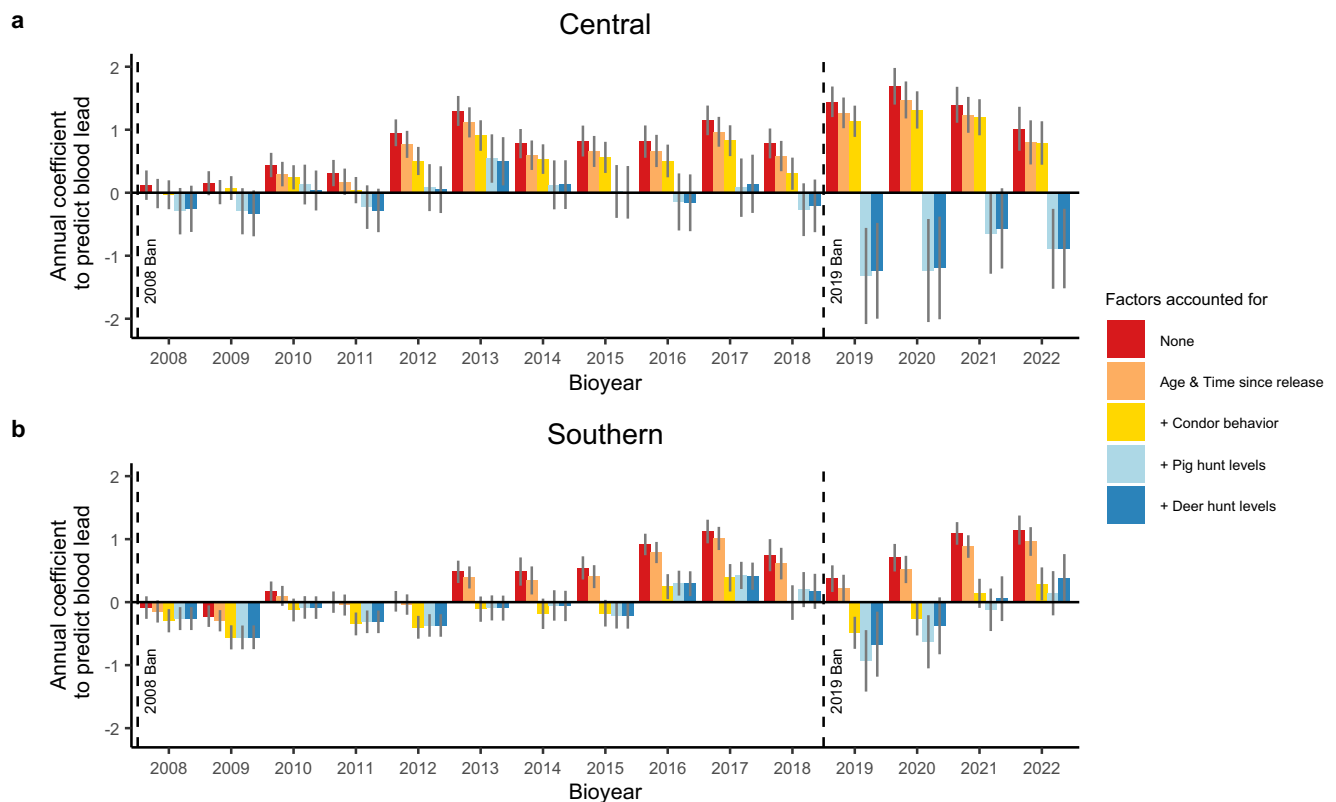 a
Central
Annual coefficient
to predict blood lead
2
1
0
-1
-2
2008 Ban
2019 Ban
2008 2009 2010 2011 2012 2013 2014 2015 2016 2017 2018 2019 2020 2021 2022
Bioyear
Factors accounted for
None
Age & Time since release
+ Condor behavior
+ Pig hunt levels
+ Deer hunt levels
b
Southern
Annual coefficient
to predict blood lead
2
1
0
-1
-2
2008 Ban
2019 Ban
2008 2009 2010 2011 2012 2013 2014 2015 2016 2017 2018 2019 2020 2021 2022
Bioyear